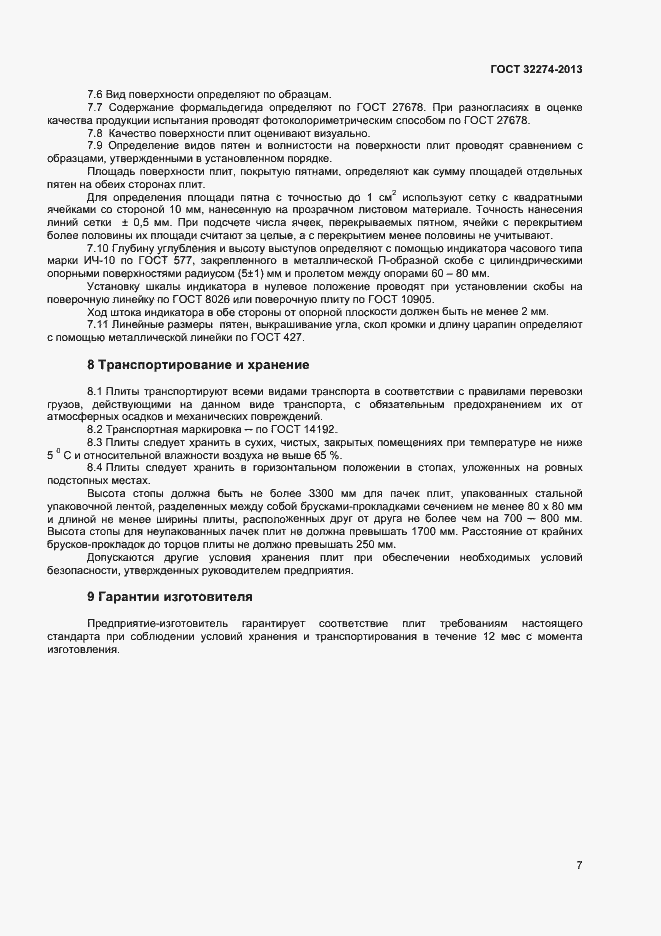 ГОСТ 32274-2013
7.6 Вид поверхности определяют по образцам.
7.7 Содержание формальдегида определяют по ГОСТ 27678. При разногласиях в оценке
качества продукции испытания проводят фотоколориметрическим способом по ГОСТ 27678.
7.8 Качество поверхности плит оценивают визуально.
7.9 Определение видов пятен и волнистости на поверхности плит проводят сравнением с
образцами, утвержденными в установленном порядке.
Площадь поверхности плит, покрытую пятнами, определяют как сумму площадей отдельных
пятен на обеих сторонах плит.
Для определения площади пятна с точностью до 1 см² используют сетку с квадратными
ячейками со стороной 10 мм, нанесенную на прозрачном листовом материале. Точность нанесения
линий сетки ± 0,5 мм. При подсчете числа ячеек, перекрываемых пятном, ячейки с перекрытием
более половины их площади считают за целые, а с перекрытием менее половины не учитывают.
7.10 Глубину углубления и высоту выступов определяют с помощью индикатора часового типа
марки ИЧ-10 по ГОСТ 577, закрепленного в металлической П-образной скобе с цилиндрическими
опорными поверхностями радиусом (5±1) мм и пролетом между опорами 60 – 80 мм.
Установку шкалы индикатора в нулевое положение проводят при установлении скобы на
поверочную линейку по ГОСТ 8026 или поверочную плиту по ГОСТ 10905.
Ход штока индикатора в обе стороны от опорной плоскости должен быть не менее 2 мм.
7.11 Линейные размеры пятен, выкрашивание угла, скол кромки и длину царапин определяют
с помощью металлической линейки по ГОСТ 427.
8 Транспортирование и хранение
8.1 Плиты транспортируют всеми видами транспорта в соответствии с правилами перевозки
грузов, действующими на данном виде транспорта, с обязательным предохранением их от
атмосферных осадков и механических повреждений.
8.2 Транспортная маркировка — по ГОСТ 14192.
8.3 Плиты следует хранить в сухих, чистых, закрытых помещениях при температуре не ниже
5 ⁰ С и относительной влажности воздуха не выше 65 %.
8.4 Плиты следует хранить в горизонтальном положении в стопах, уложенных на ровных
подстопных местах.
Высота стопы должна быть не более 3300 мм для пачек плит, упакованных стальной
упаковочной лентой, разделенных между собой брусками-прокладками сечением не менее 80 х 80 мм
и длиной не менее ширины плиты, расположенных друг от друга не более чем на 700 — 800 мм.
Высота стопы для неупакованных пачек плит не должна превышать 1700 мм. Расстояние от крайних
брусков-прокладок до торцов плиты не должно превышать 250 мм.
Допускаются другие условия хранения плит при обеспечении необходимых условий
безопасности, утвержденных руководителем предприятия.
9 Гарантии изготовителя
Предприятие-изготовитель гарантирует соответствие плит требованиям настоящего
стандарта при соблюдении условий хранения и транспортирования в течение 12 мес с момента
изготовления.
7